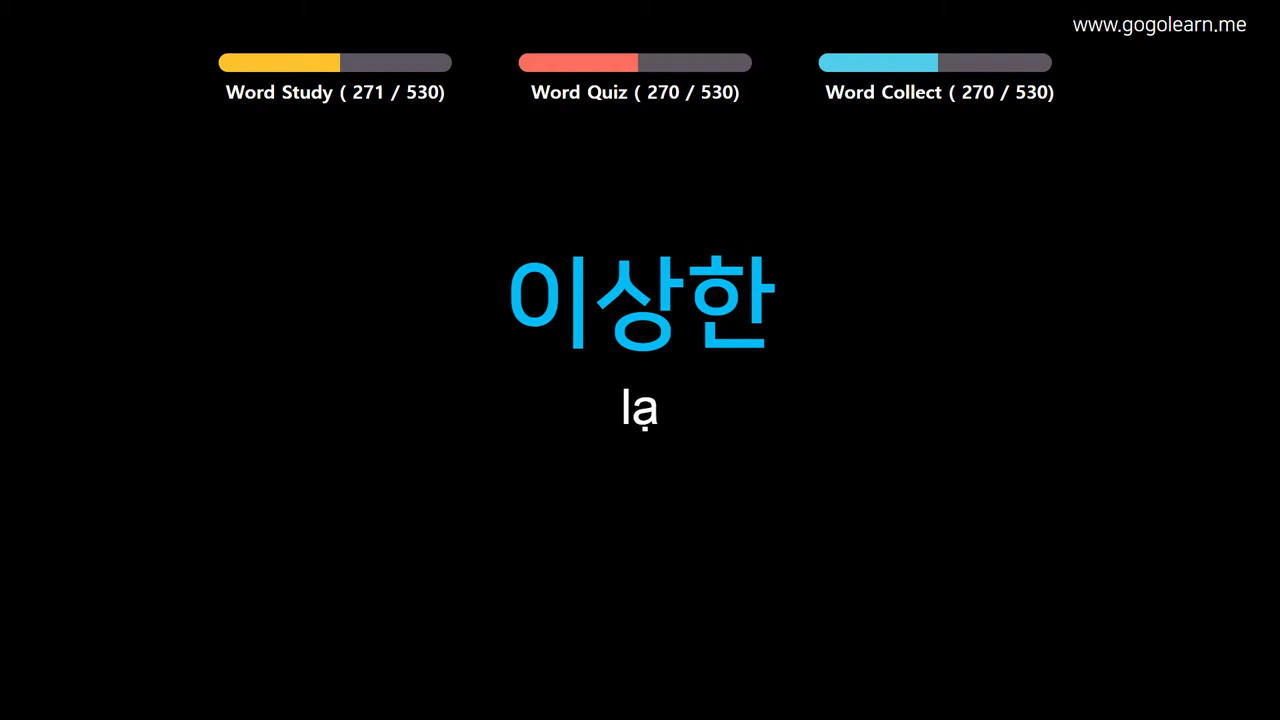 www.gogolearn.me
Word Study ( 271 / 530)
Word Quiz ( 270 / 530)
Word Collect ( 270 / 530)
이상한
lạ